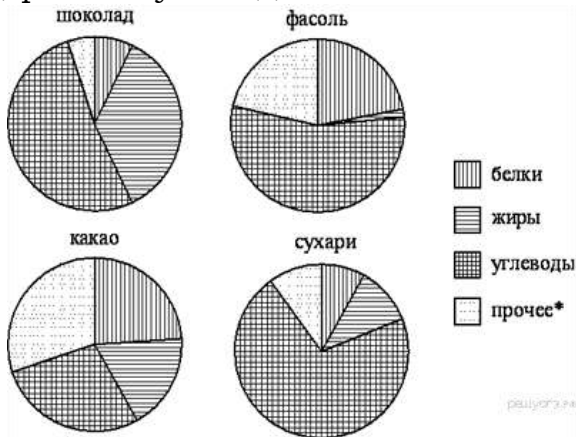 шоколад
фасоль
какао
сухари
белки
жиры
углеводы
прочее*